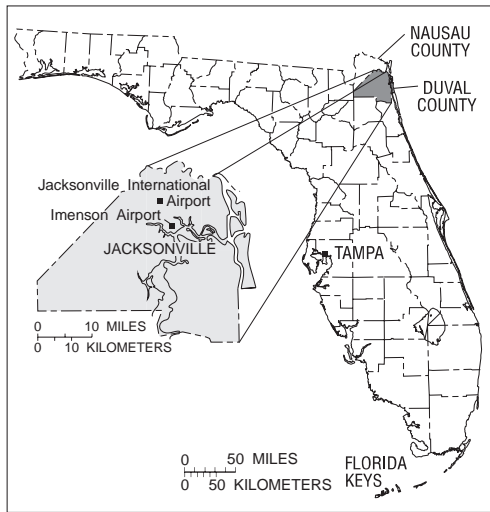 NAUSAU
COUNTY
DUVAL
COUNTY
Jacksonville International
Airport
Imenson Airport
JACKSONVILLE
TAMPA
0 10 MILES
0 10 KILOMETERS
0 50 MILES
0 50 KILOMETERS
FLORIDA
KEYS